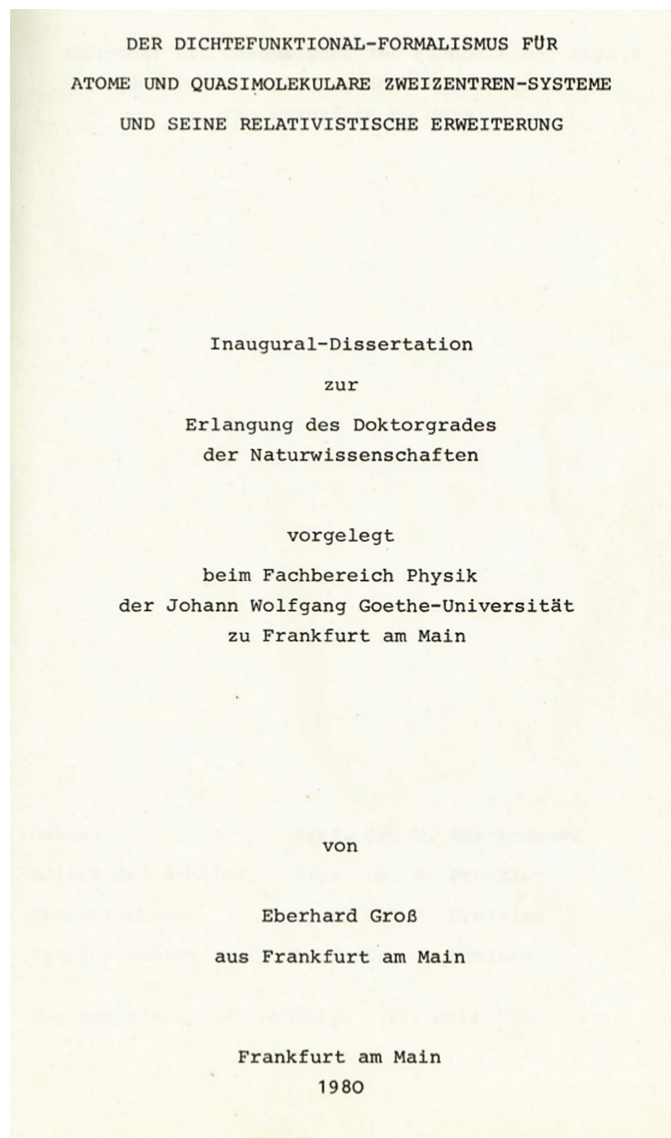 DER DICHTEFUNKTIONAL-FORMALISMUS FÜR
ATOME UND QUASIMOLEKULARE ZWEIZENTREN-SYSTEME
UND SEINE RELATIVISTISCHE ERWEITERUNG
Inaugural-Dissertation
zur
Erlangung des Doktorgrades
der Naturwissenschaften
vorgelegt
beim Fachbereich Physik
der Johann Wolfgang Goethe-Universität
zu Frankfurt am Main
von
Eberhard Groß
aus Frankfurt am Main
Frankfurt am Main
1980